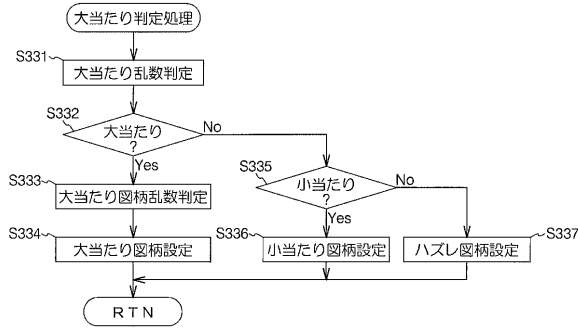 大当たり判定処理
S331
大当たり乱数判定
S332
大当たり
?
No
Yes
S335
小当たり
?
No
Yes
S333
大当たり図柄乱数判定
S334
大当たり図柄設定
S336
小当たり図柄設定
ハズレ図柄設定
S337
RTN